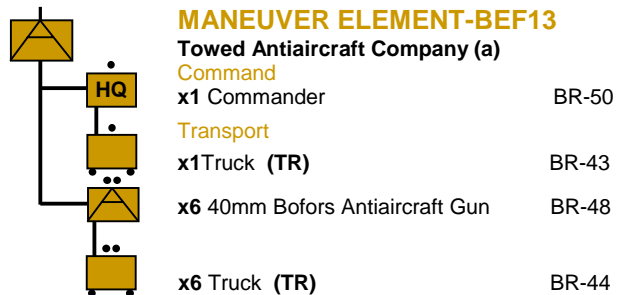 MANEUVER ELEMENT-BEF13
Towed Antiaircraft Company (a)
Command
HQ
x1 Commander BR-50
Transport
x1Truck (TR) BR-43
x6 40mm Bofors Antiaircraft Gun BR-48
x6 Truck (TR) BR-44